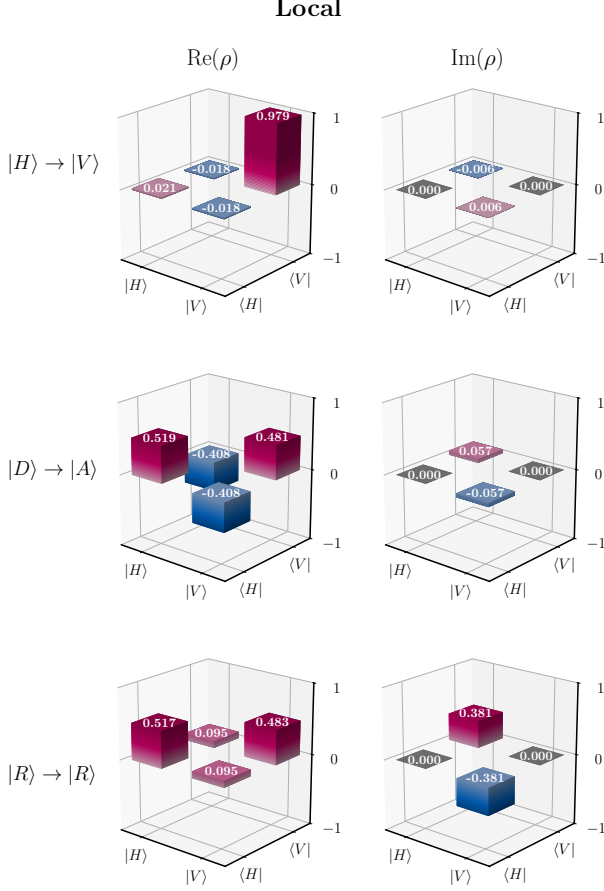 Local
Re(ρ) Im(ρ)
|H⟩ → |V⟩
0.979 -0.018 0.021 -0.018
1 0 −1
|H⟩ |V⟩ ⟨H| ⟨V|
-0.006 0.000 0.000 0.006
1 0 −1
|H⟩ |V⟩ ⟨H| ⟨V|
|D⟩ → |A⟩
0.519 -0.408 0.481 -0.408
1 0 −1
|H⟩ |V⟩ ⟨H| ⟨V|
0.057 0.000 0.000 -0.057
1 0 −1
|H⟩ |V⟩ ⟨H| ⟨V|
|R⟩ → |R⟩
0.517 0.095 0.483 0.095
1 0 −1
|H⟩ |V⟩ ⟨H| ⟨V|
0.381 0.000 0.000 -0.381
1 0 −1
|H⟩ |V⟩ ⟨H| ⟨V|